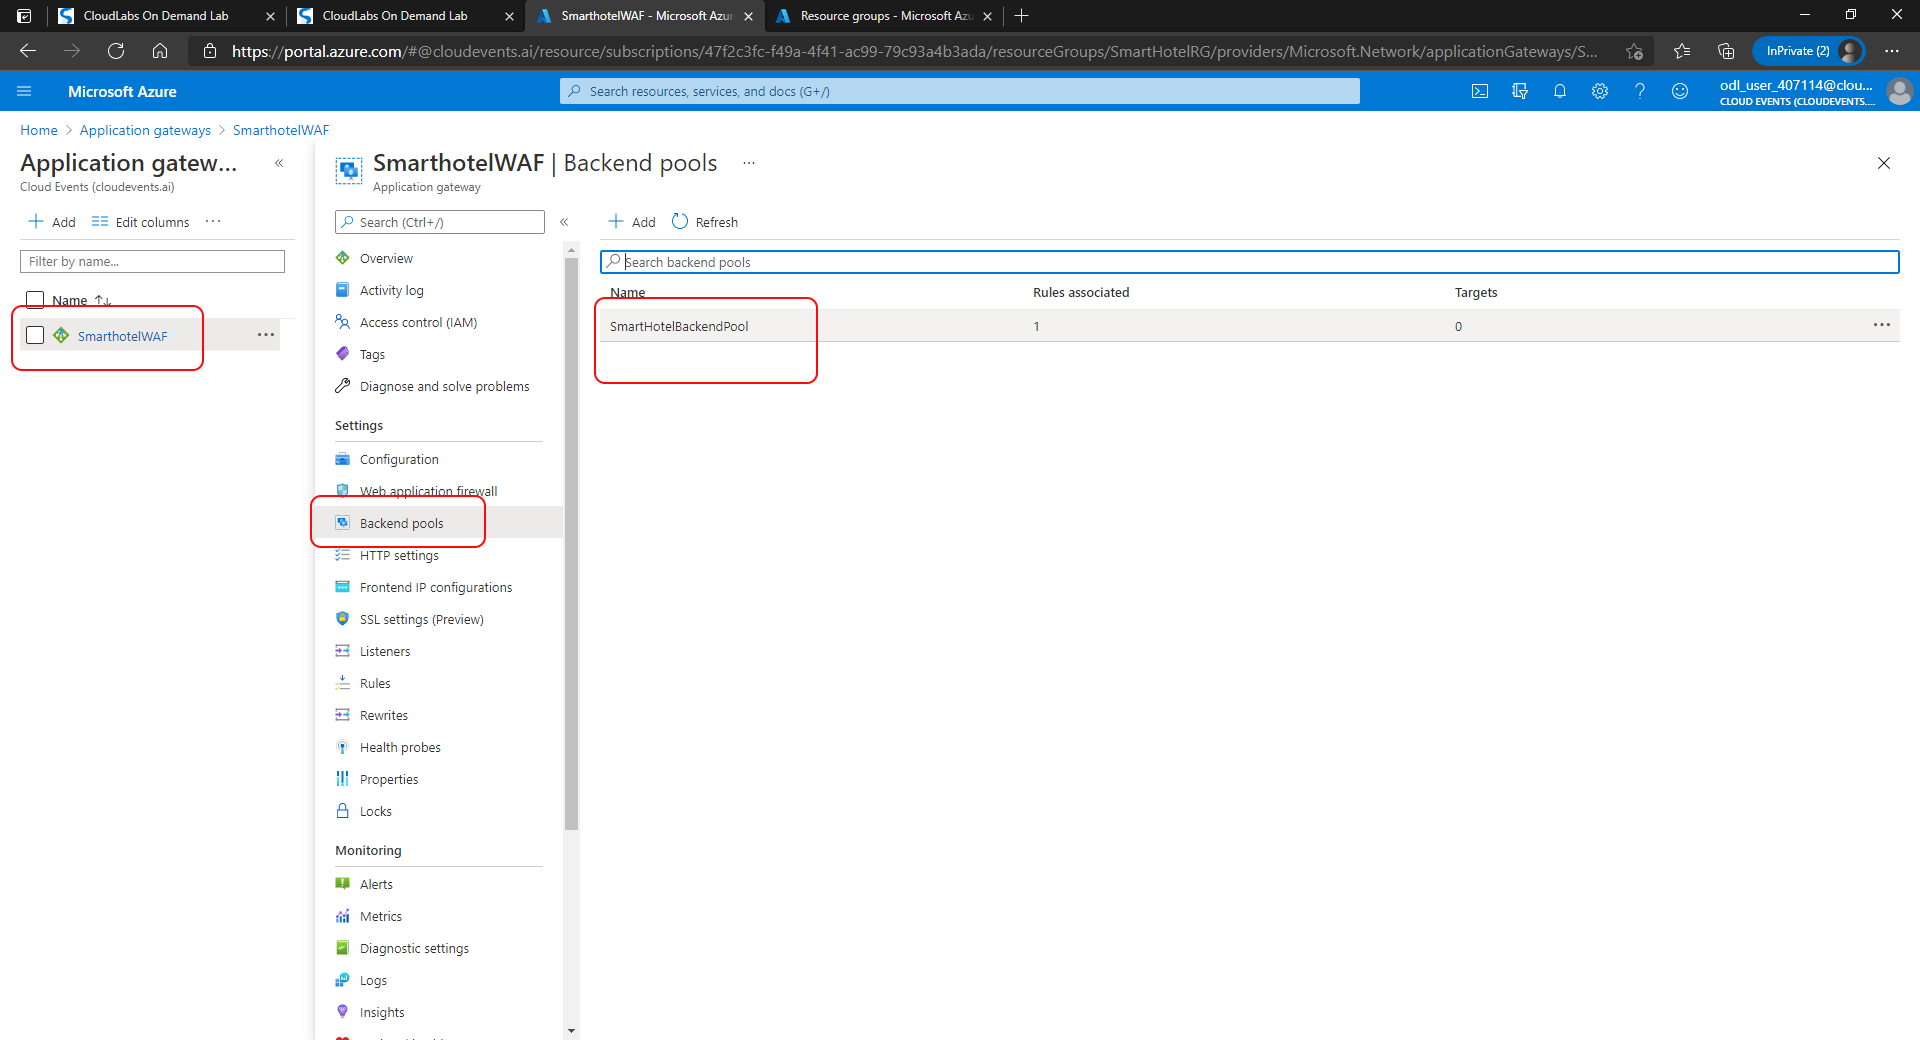 CloudLabs On Demand Lab
CloudLabs On Demand Lab
SmarthotelWAF - Microsoft Azur
Resource groups - Microsoft Azu
https://portal.azure.com/#@cloudevents.ai/resource/subscriptions/47f2c3fc-f49a-4f41-ac99-79c93a4b3ada/resourceGroups/SmartHotelRG/providers/Microsoft.Network/applicationGateways/S...
InPrivate (2)
Microsoft Azure
Search resources, services, and docs (G+/)
odl_user_407114@clou...
CLOUD EVENTS (CLOUDEVENTS....
Home > Application gateways > SmarthotelWAF
Application gatew...
Cloud Events (cloudevents.ai)
Add
Edit columns
Filter by name...
Name
SmarthotelWAF
SmarthotelWAF | Backend pools
Application gateway
Search (Ctrl+/)
Overview
Activity log
Access control (IAM)
Tags
Diagnose and solve problems
Settings
Configuration
Web application firewall
Backend pools
HTTP settings
Frontend IP configurations
SSL settings (Preview)
Listeners
Rules
Rewrites
Health probes
Properties
Locks
Monitoring
Alerts
Metrics
Diagnostic settings
Logs
Insights
Add
Refresh
Search backend pools
Name Rules associated Targets
SmartHotelBackendPool 1 0